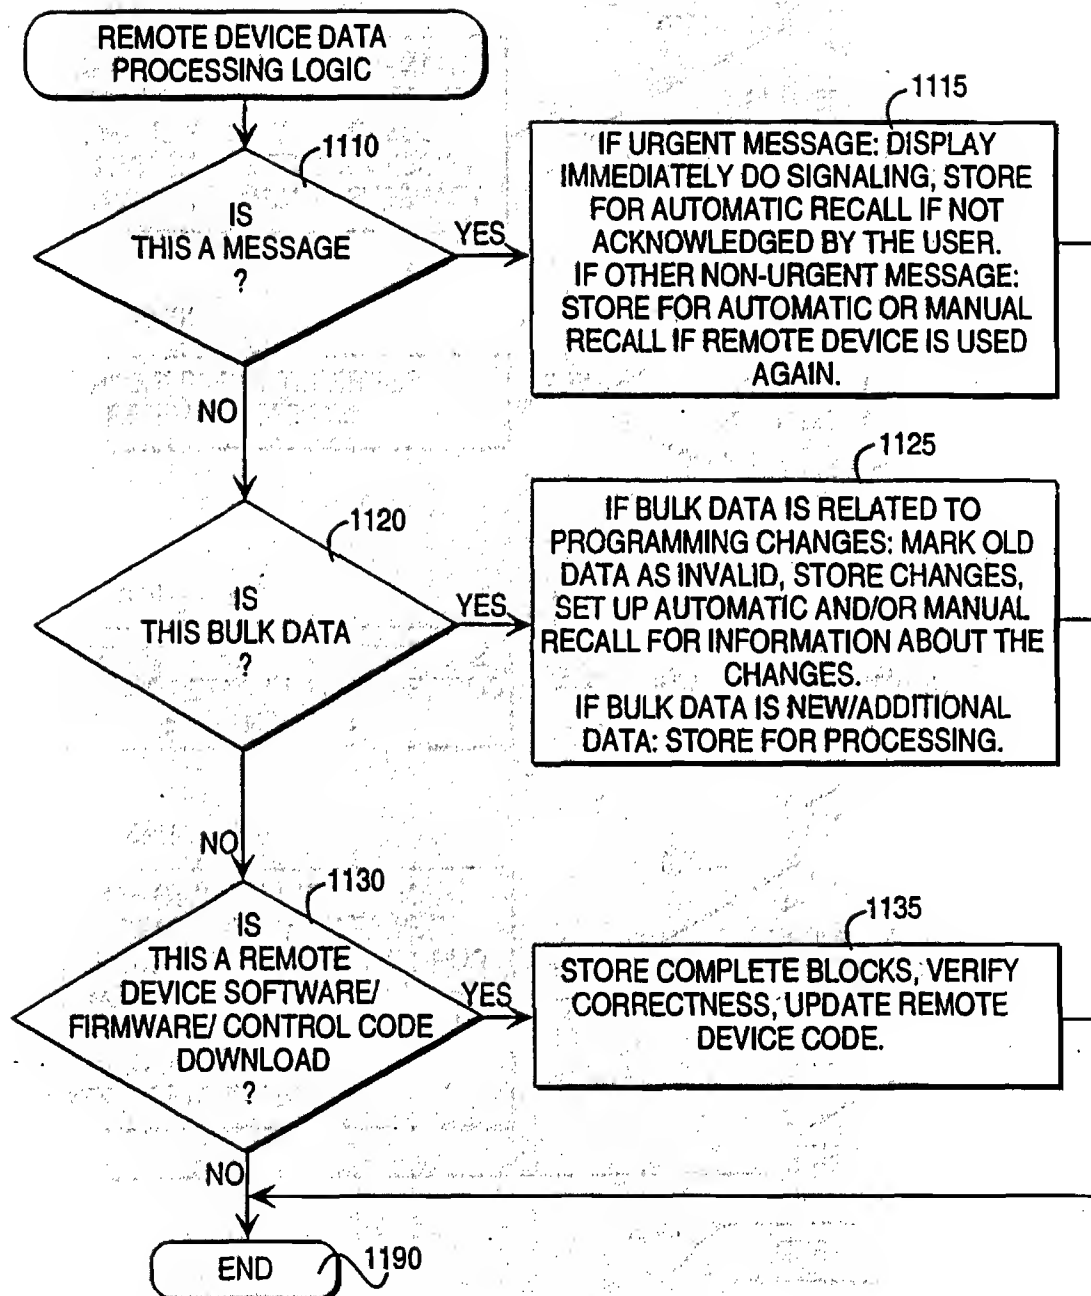 REMOTE DEVICE DATA
PROCESSING LOGIC
1110
IS
THIS A MESSAGE
?
YES
1115
IF URGENT MESSAGE: DISPLAY
IMMEDIATELY DO SIGNALING, STORE
FOR AUTOMATIC RECALL IF NOT
ACKNOWLEDGED BY THE USER.
IF OTHER NON-URGENT MESSAGE:
STORE FOR AUTOMATIC OR MANUAL
RECALL IF REMOTE DEVICE IS USED
AGAIN.
NO
1120
IS
THIS BULK DATA
?
YES
1125
IF BULK DATA IS RELATED TO
PROGRAMMING CHANGES: MARK OLD
DATA AS INVALID, STORE CHANGES,
SET UP AUTOMATIC AND/OR MANUAL
RECALL FOR INFORMATION ABOUT THE
CHANGES.
IF BULK DATA IS NEW/ADDITIONAL
DATA: STORE FOR PROCESSING.
NO
1130
IS
THIS A REMOTE
DEVICE SOFTWARE/
FIRMWARE/ CONTROL CODE
DOWNLOAD
?
YES
1135
STORE COMPLETE BLOCKS, VERIFY
CORRECTNESS, UPDATE REMOTE
DEVICE CODE.
NO
END
1190